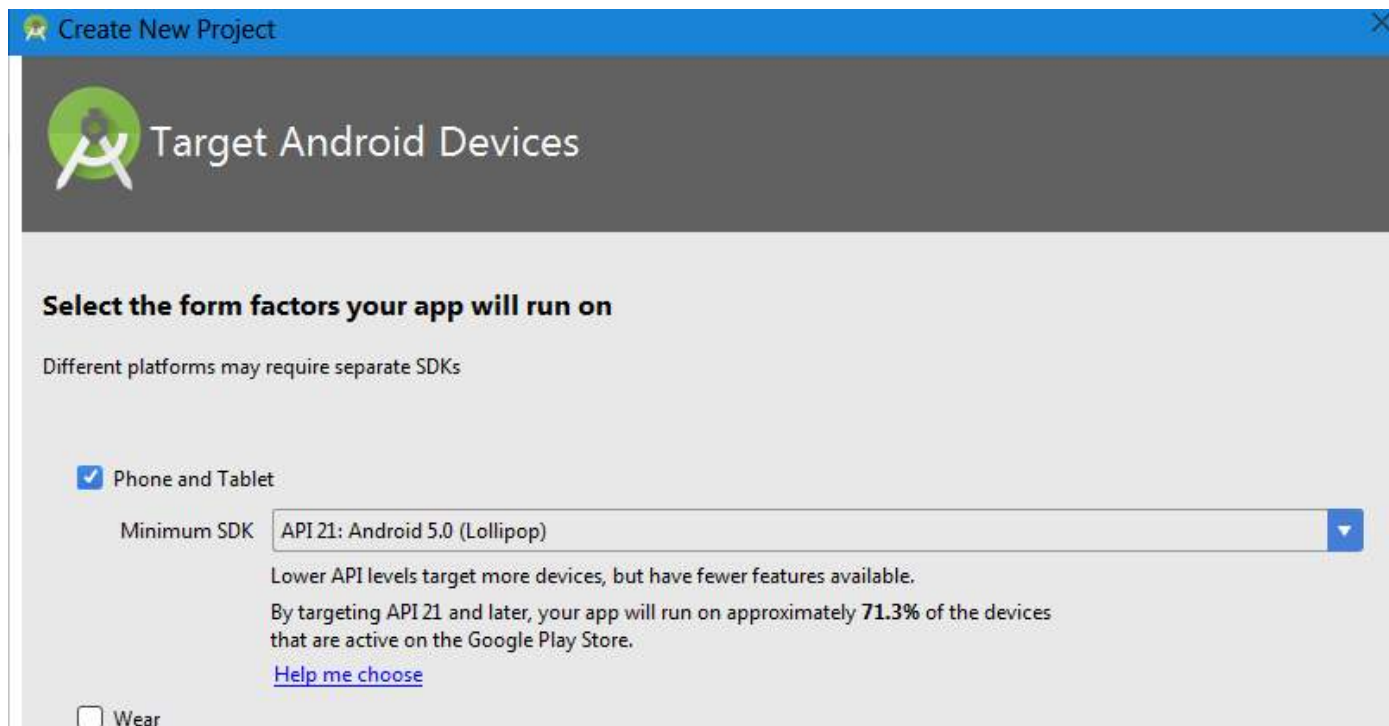 Create New Project
Target Android Devices
Select the form factors your app will run on
Different platforms may require separate SDKs
Phone and Tablet
Minimum SDK API 21: Android 5.0 (Lollipop)
Lower API levels target more devices, but have fewer features available.
By targeting API 21 and later, your app will run on approximately 71.3% of the devices
that are active on the Google Play Store.
Help me choose
Wear